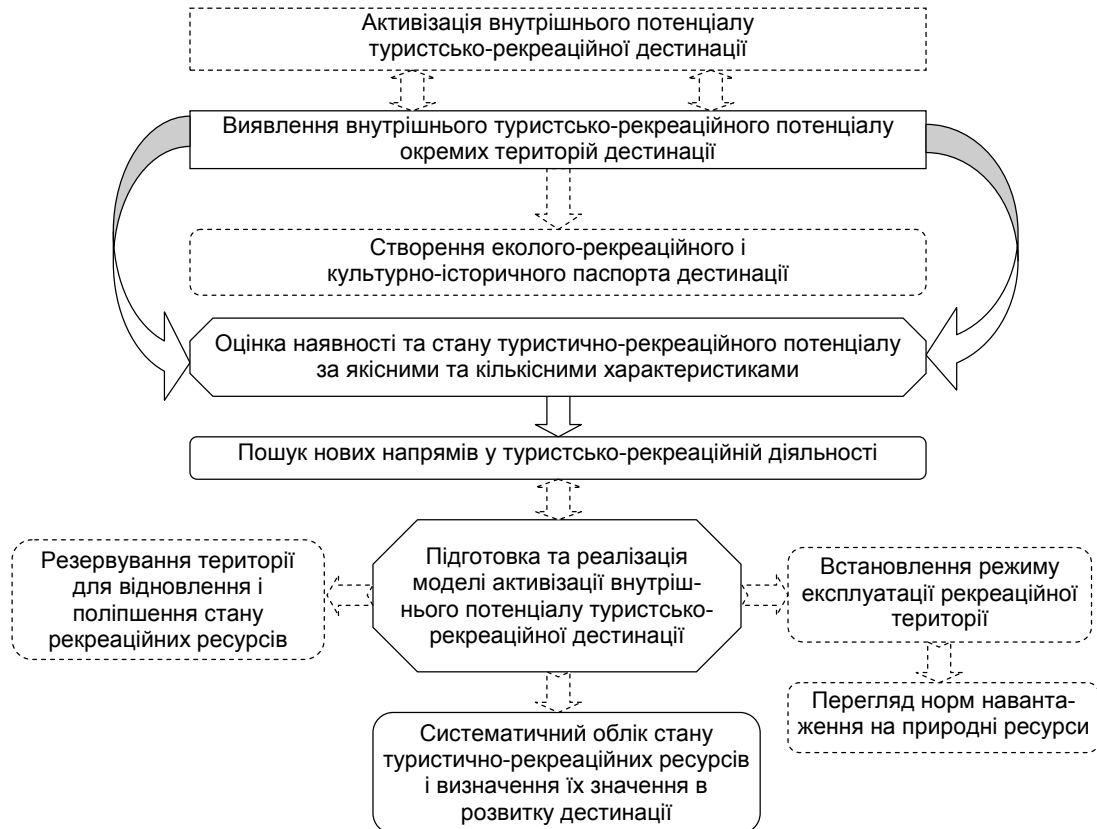 Активізація внутрішнього потенціалу
туристсько-рекреаційної дестинації
Виявлення внутрішнього туристсько-рекреаційного потенціалу
окремих територій дестинації
Створення еколого-рекреаційного і
культурно-історичного паспорта дестинації
Оцінка наявності та стану туристично-рекреаційного потенціалу
за якісними та кількісними характеристиками
Пошук нових напрямів у туристсько-рекреаційній діяльності
Резервування території
для відновлення і
поліпшення стану
рекреаційних ресурсів
Підготовка та реалізація
моделі активізації внутріш-
нього потенціалу туристсько-
рекреаційної дестинації
Встановлення режиму
експлуатації рекреаційної
території
Перегляд норм наванта-
ження на природні ресурси
Систематичний облік стану
туристично-рекреаційних ресурсів
і визначення їх значення в
розвитку дестинації